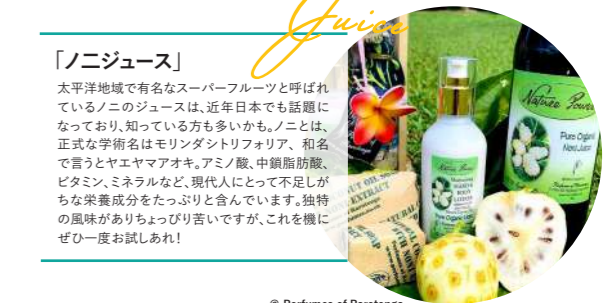 Juice
「ノニジュース」
太平洋地域で有名なスーパーフルーツと呼ばれ
ているノニのジュースは、近年日本でも話題に
なっており、知っている方も多いかも。ノニとは、
正式な学術名はモリンダシトリフォリア、和名
で言うとヤエヤマアオキ。アミノ酸、中鎖脂肪酸、
ビタミン、ミネラルなど、現代人にとって不足しが
ちな栄養成分をたっぷりと含んでいます。独特
の風味がありちょっぴり苦いですが、これを機に
ぜひ一度お試しあれ!
Nature Power
Pure Organic
Noni Juice
HAND &
BODY
LOTION
Pure Organic
EXTRACT
© Perfumes of Rarotonga